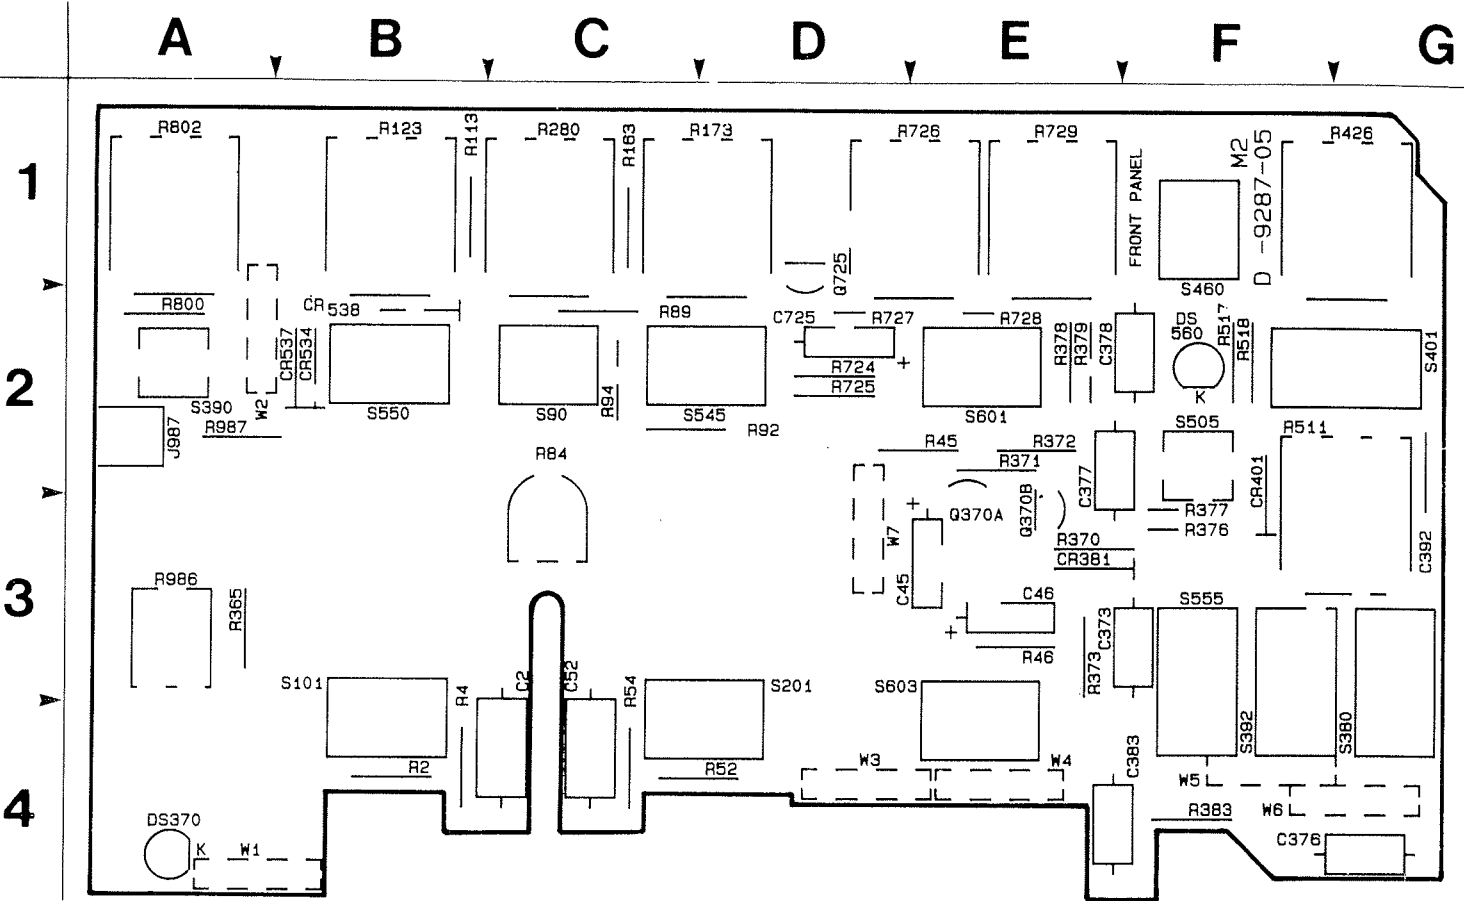 A B C D E F G
1
R802 R123 R113 R280 R163 R173 R726 R729 FRONT PANEL M2 R426
D -9287-05
Q725
S460
R800 CR 538 R89 C725 R727 R728 R378 R379 C378 DS 560 R517 R518 S401
2
CR537 CR534
W2
R724
+
R725
K
S390 S550 S90 R94 S545 S601 S505 R511
R987 J987 R92
R84 R45 R372
R371
C377 CR401
+ Q370A Q370B R377
R376
W7 R370 C392
CR381
3
R986 R365 C45 C46 C373 S555
+
R46 R373
S101 R4 C2 C52 R54 S201 S603 S392 S380
R2 R52 W3 W4 C383 W5
4
DS370 R383 W6
K W1 C376